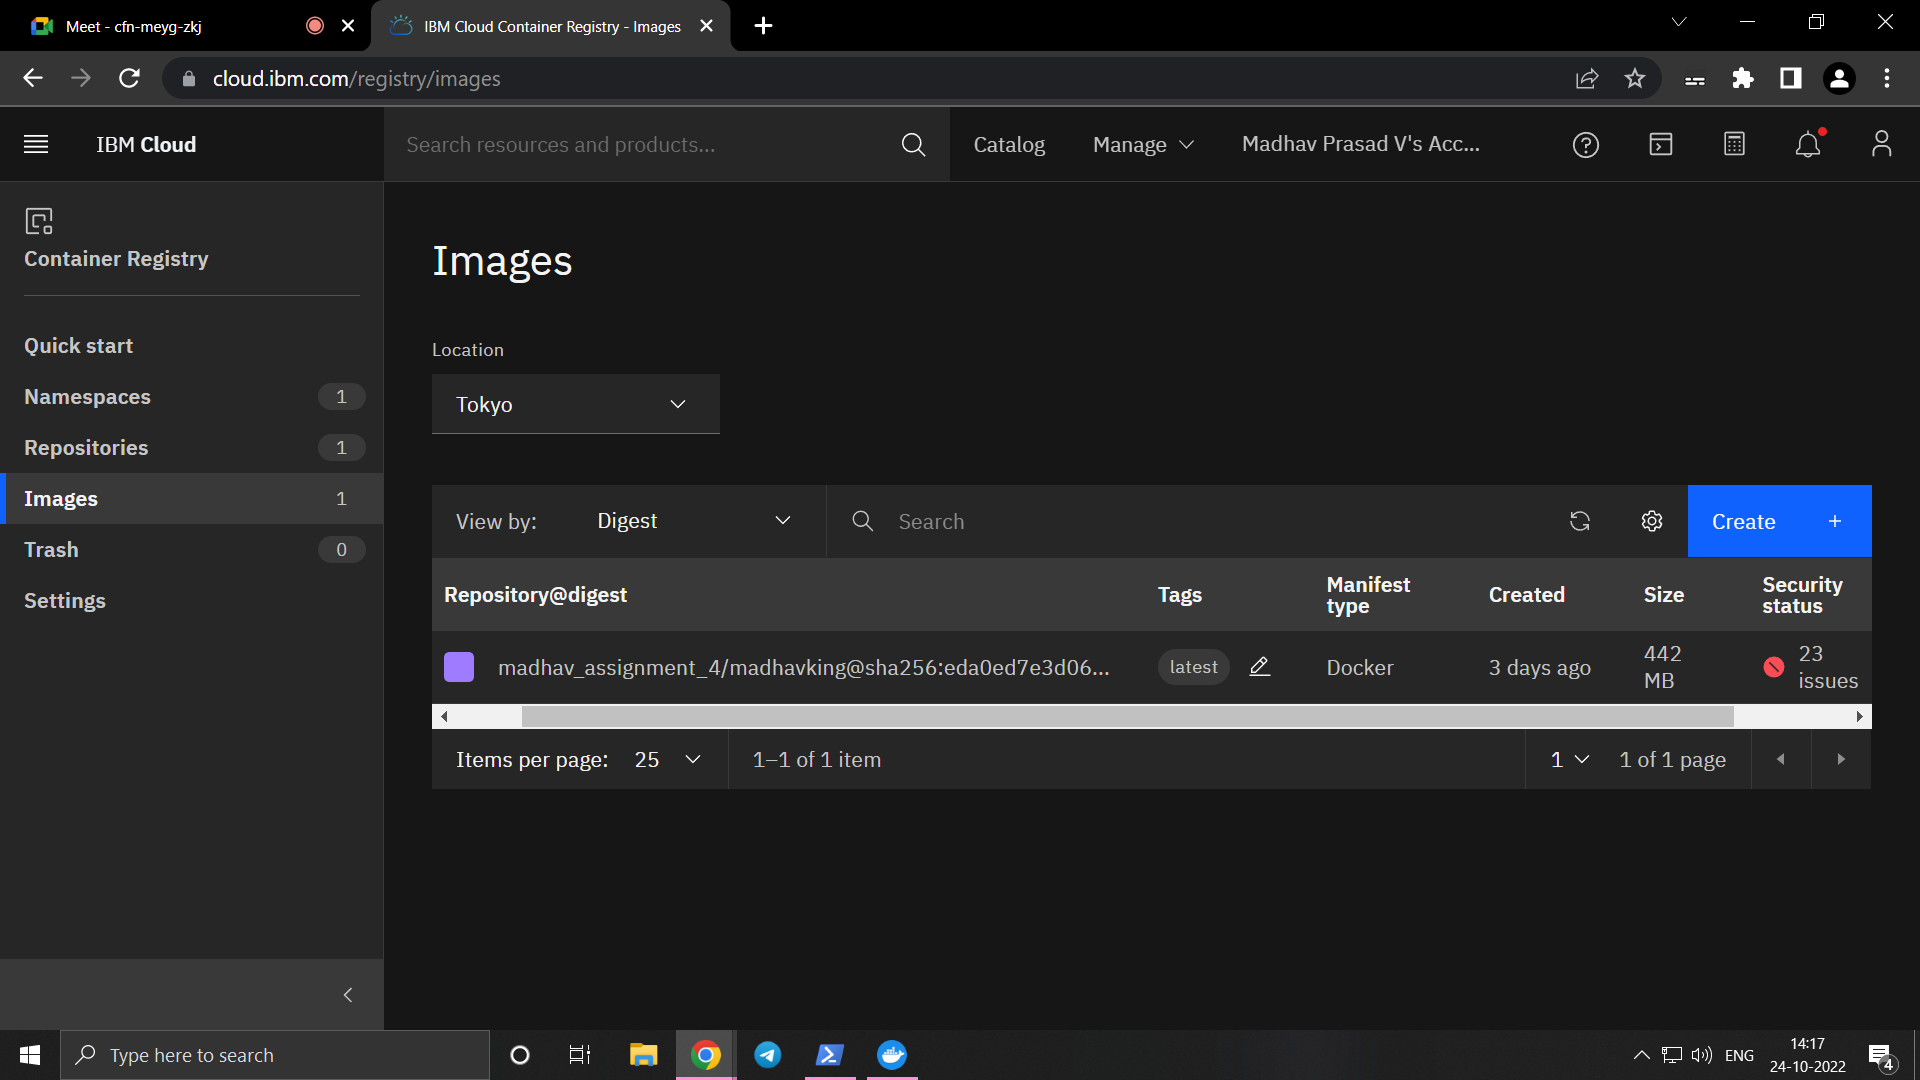 Meet - cfn-meyg-zkj
IBM Cloud Container Registry - Images
cloud.ibm.com/registry/images
IBM Cloud
Search resources and products...
Catalog
Manage
Madhav Prasad V's Acc...
Container Registry
Quick start
Namespaces 1
Repositories 1
Images 1
Trash 0
Settings
Images
Location
Tokyo
View by: Digest
Search
Create +
Repository@digest
Tags
Manifest
type
Created
Size
Security
status
madhav_assignment_4/madhavking@sha256:eda0ed7e3d06...
latest
Docker
3 days ago
442
MB
23
issues
Items per page: 25
1–1 of 1 item
1
1 of 1 page
Type here to search
ENG
14:17
24-10-2022
4